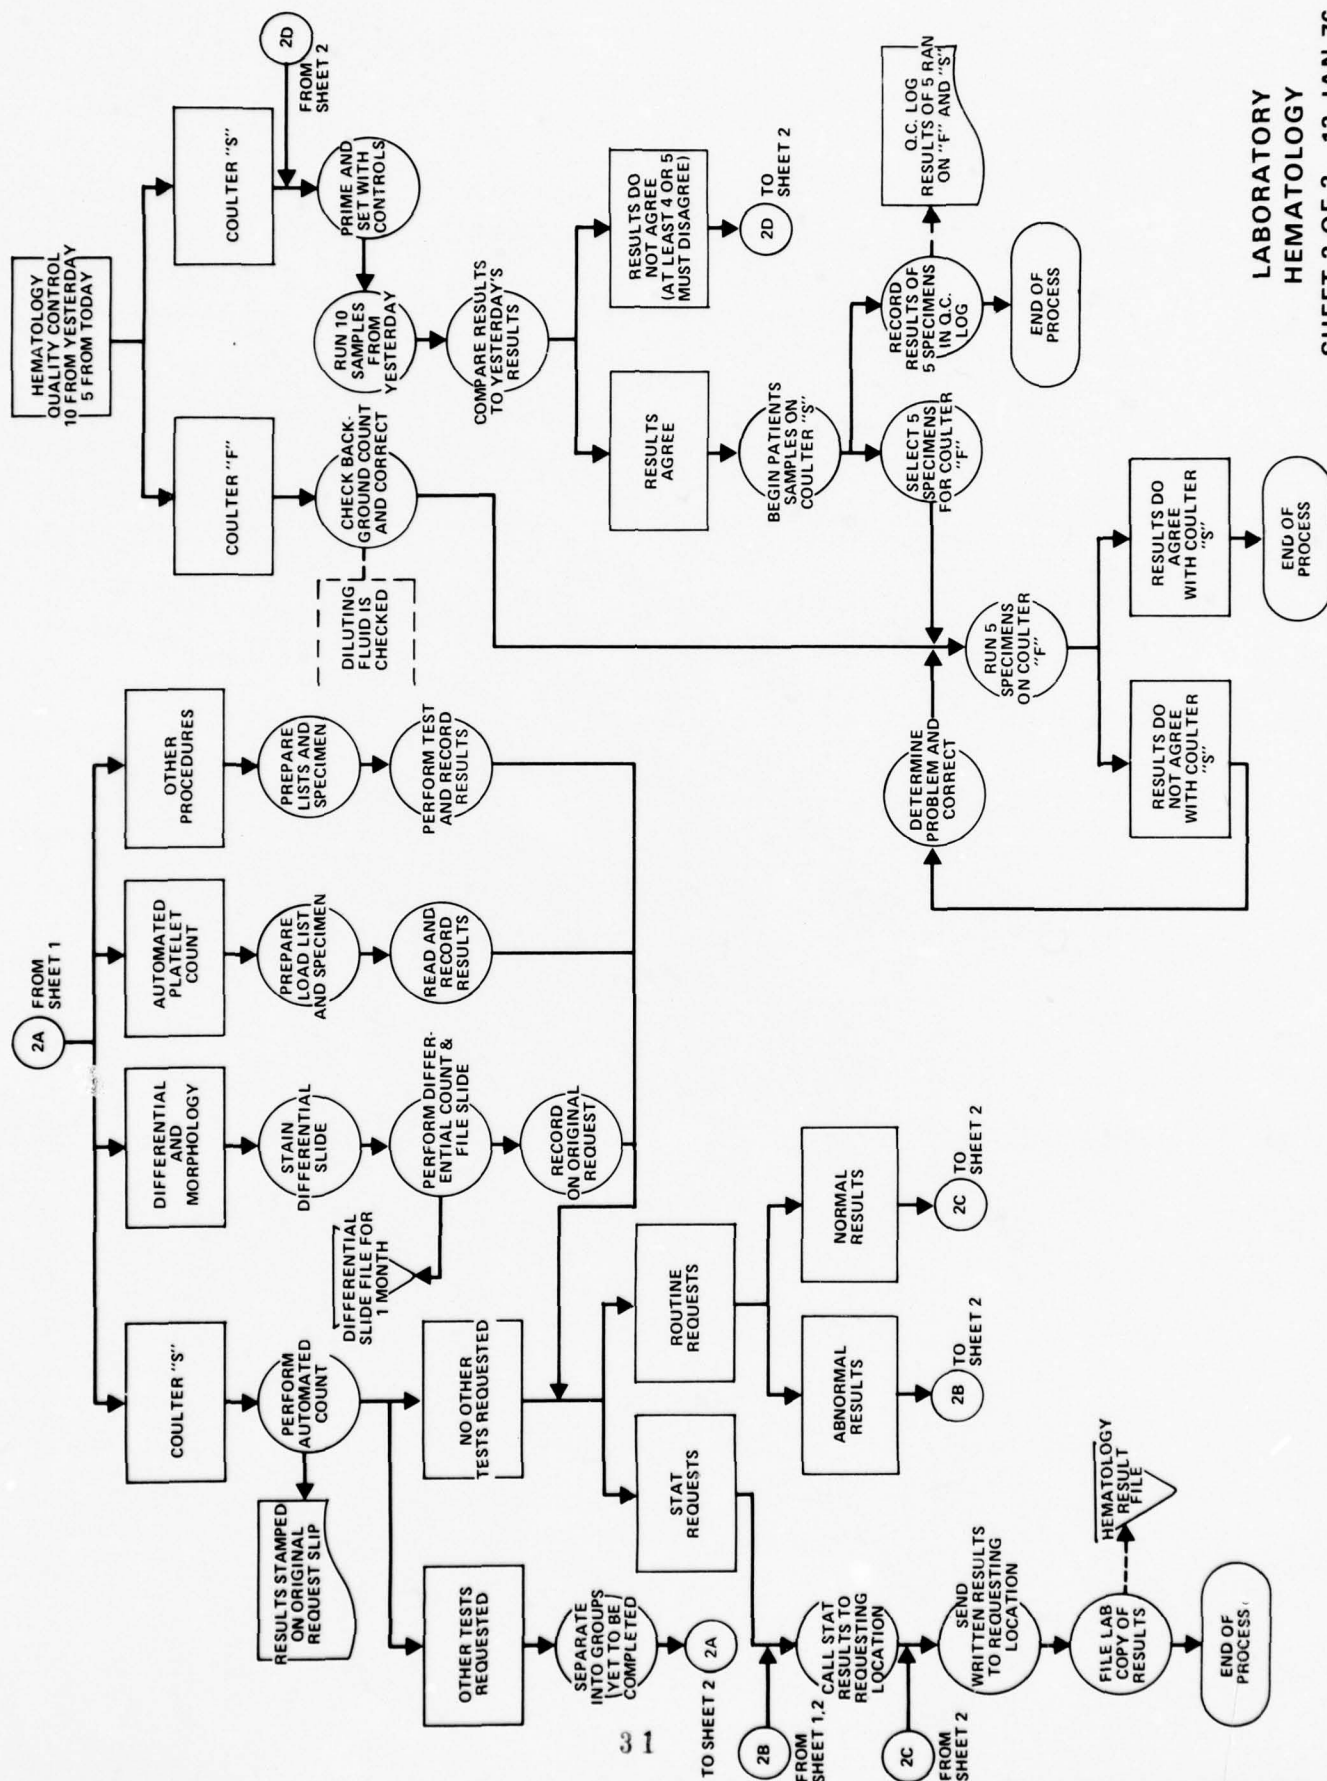 2A
FROM
SHEET 1
COULTER "S"
DIFFERENTIAL
AND
MORPHOLOGY
AUTOMATED
PLATELET
COUNT
OTHER
PROCEDURES
PERFORM
AUTOMATED
COUNT
STAIN
DIFFERENTIAL
SLIDE
PREPARE
LOAD LIST
AND SPECIMEN
PREPARE
LISTS AND
SPECIMEN
RESULTS STAMPED
ON ORIGINAL
REQUEST SLIP
DIFFERENTIAL
SLIDE FILE FOR
1 MONTH
PERFORM DIFFER-
ENTIAL COUNT &
FILE SLIDE
READ AND
RECORD
RESULTS
PERFORM TEST
AND RECORD
RESULTS
OTHER TESTS
REQUESTED
NO OTHER
TESTS REQUESTED
RECORD
ON ORIGINAL
REQUEST
SEPARATE
INTO GROUPS
(YET TO BE
COMPLETED
STAT
REQUESTS
ROUTINE
REQUESTS
TO SHEET 2
2A
2B
FROM
SHEET 1,2
CALL STAT
RESULTS TO
REQUESTING
LOCATION
ABNORMAL
RESULTS
NORMAL
RESULTS
2C
FROM
SHEET 2
SEND
WRITTEN RESULTS
TO REQUESTING
LOCATION
2B
TO
SHEET 2
2C
TO
SHEET 2
FILE LAB
COPY OF
RESULTS
HEMATOLOGY
RESULT
FILE
END OF
PROCESS
HEMATOLOGY
QUALITY CONTROL
10 FROM YESTERDAY
5 FROM TODAY
COULTER "F"
COULTER "S"
2D
FROM
SHEET 2
DILUTING
FLUID IS
CHECKED
CHECK BACK-
GROUND COUNT
AND CORRECT
PRIME AND
SET WITH
CONTROLS
RUN 10
SAMPLES
FROM
YESTERDAY
COMPARE RESULTS
TO YESTERDAY'S
RESULTS
RESULTS
AGREE
RESULTS DO
NOT AGREE
(AT LEAST 4 OR 5
MUST DISAGREE)
BEGIN PATIENTS
SAMPLES ON
COULTER "S"
2D
TO
SHEET 2
SELECT 5
SPECIMENS
FOR COULTER
"F"
RECORD
RESULTS OF
5 SPECIMENS
IN Q.C.
LOG
Q.C. LOG
RESULTS OF 5 RAN
ON "F" AND "S"
DETERMINE
PROBLEM AND
CORRECT
RUN 5
SPECIMENS
ON COULTER
"F"
END OF
PROCESS
RESULTS DO
NOT AGREE
WITH COULTER
"S"
RESULTS DO
AGREE
WITH COULTER
"S"
END OF
PROCESS
LABORATORY
HEMATOLOGY
31